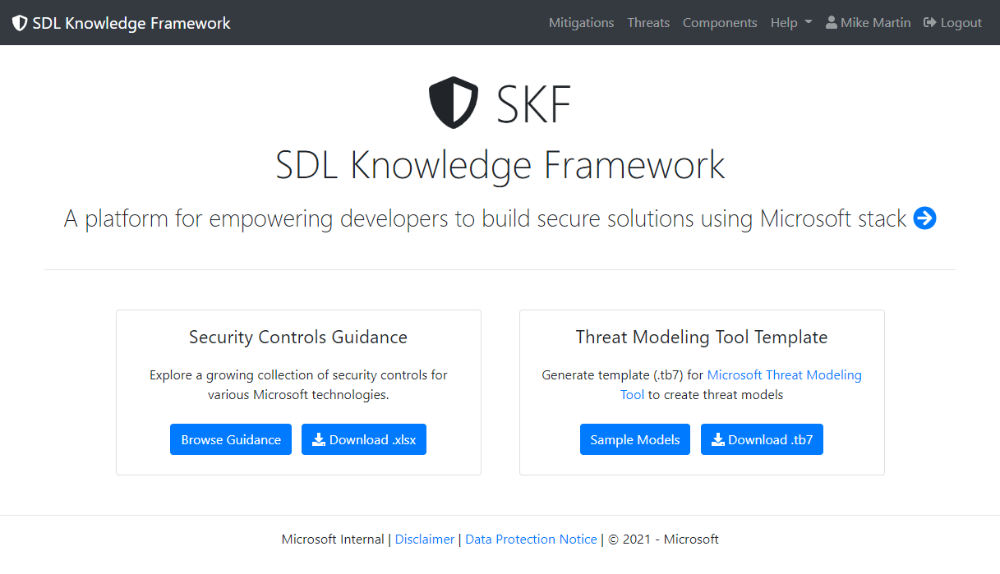 SDL Knowledge Framework Mitigations Threats Components Help Mike Martin Logout
SKF
SDL Knowledge Framework
A platform for empowering developers to build secure solutions using Microsoft stack
Security Controls Guidance
Explore a growing collection of security controls for
various Microsoft technologies.
Browse Guidance Download .xlsx
Threat Modeling Tool Template
Generate template (.tb7) for Microsoft Threat Modeling
Tool to create threat models
Sample Models Download .tb7
Microsoft Internal | Disclaimer | Data Protection Notice | © 2021 - Microsoft